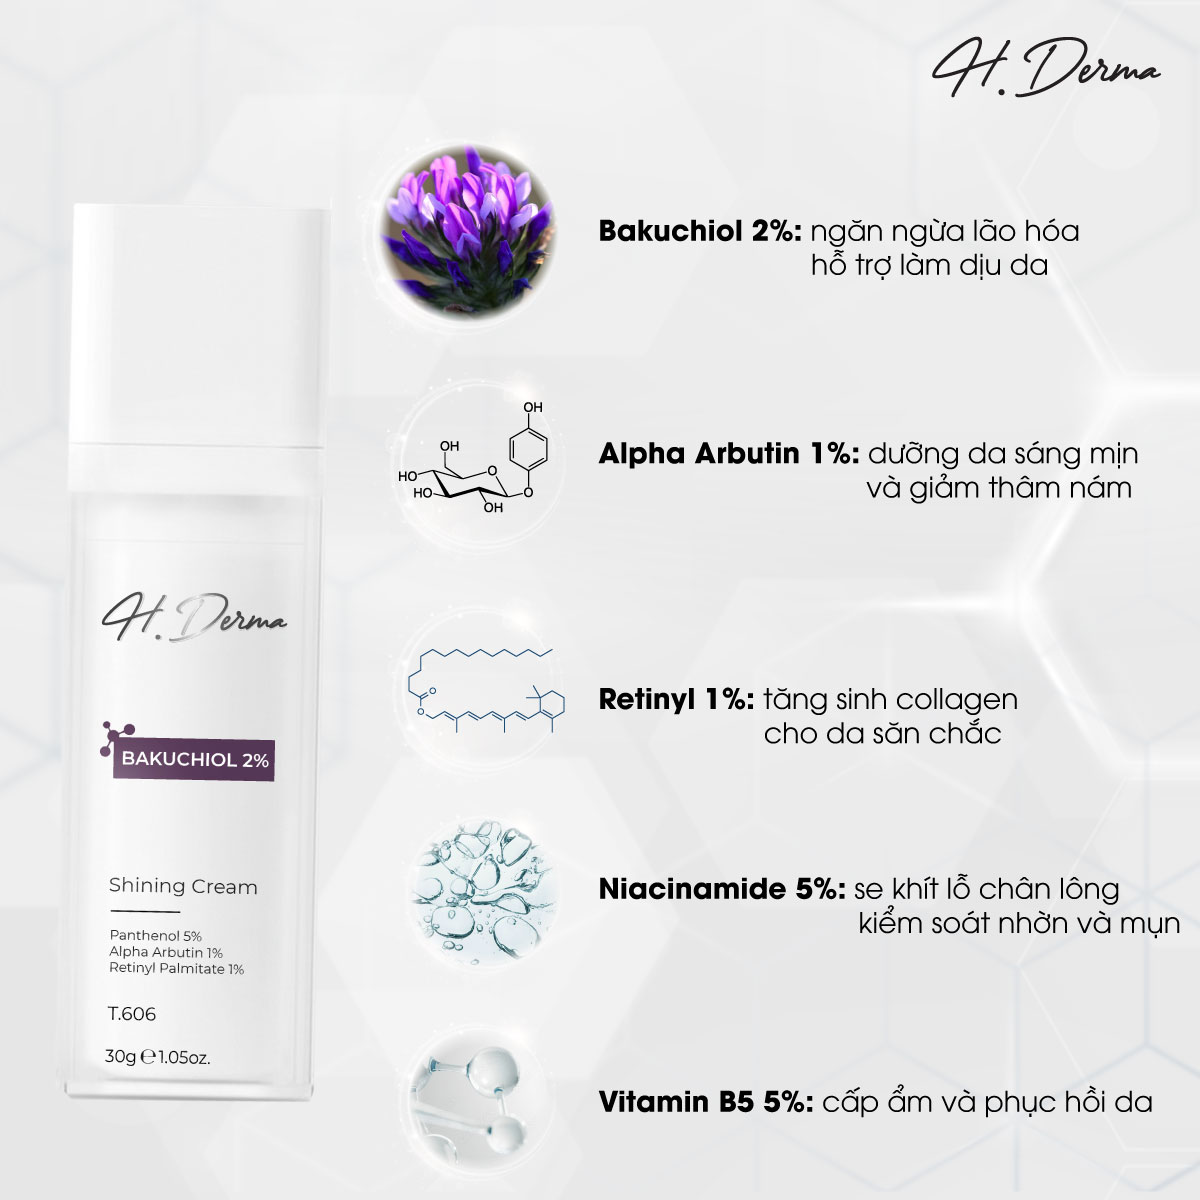 H. Derma
Bakuchiol 2%: ngăn ngừa lão hóa
hỗ trợ làm dịu da
OH
OH
HO
O
HO
O
OH
Alpha Arbutin 1%: dưỡng da sáng mịn
và giảm thâm nám
H. Derma
O
O
Retinyl 1%: tăng sinh collagen
cho da săn chắc
BAKUCHIOL 2%
Shining Cream
Panthenol 5%
Alpha Arbutin 1%
Retinyl Palmitate 1%
T.606
30g ℮ 1.05oz.
Niacinamide 5%: se khít lỗ chân lông
kiểm soát nhờn và mụn
Vitamin B5 5%: cấp ẩm và phục hồi da